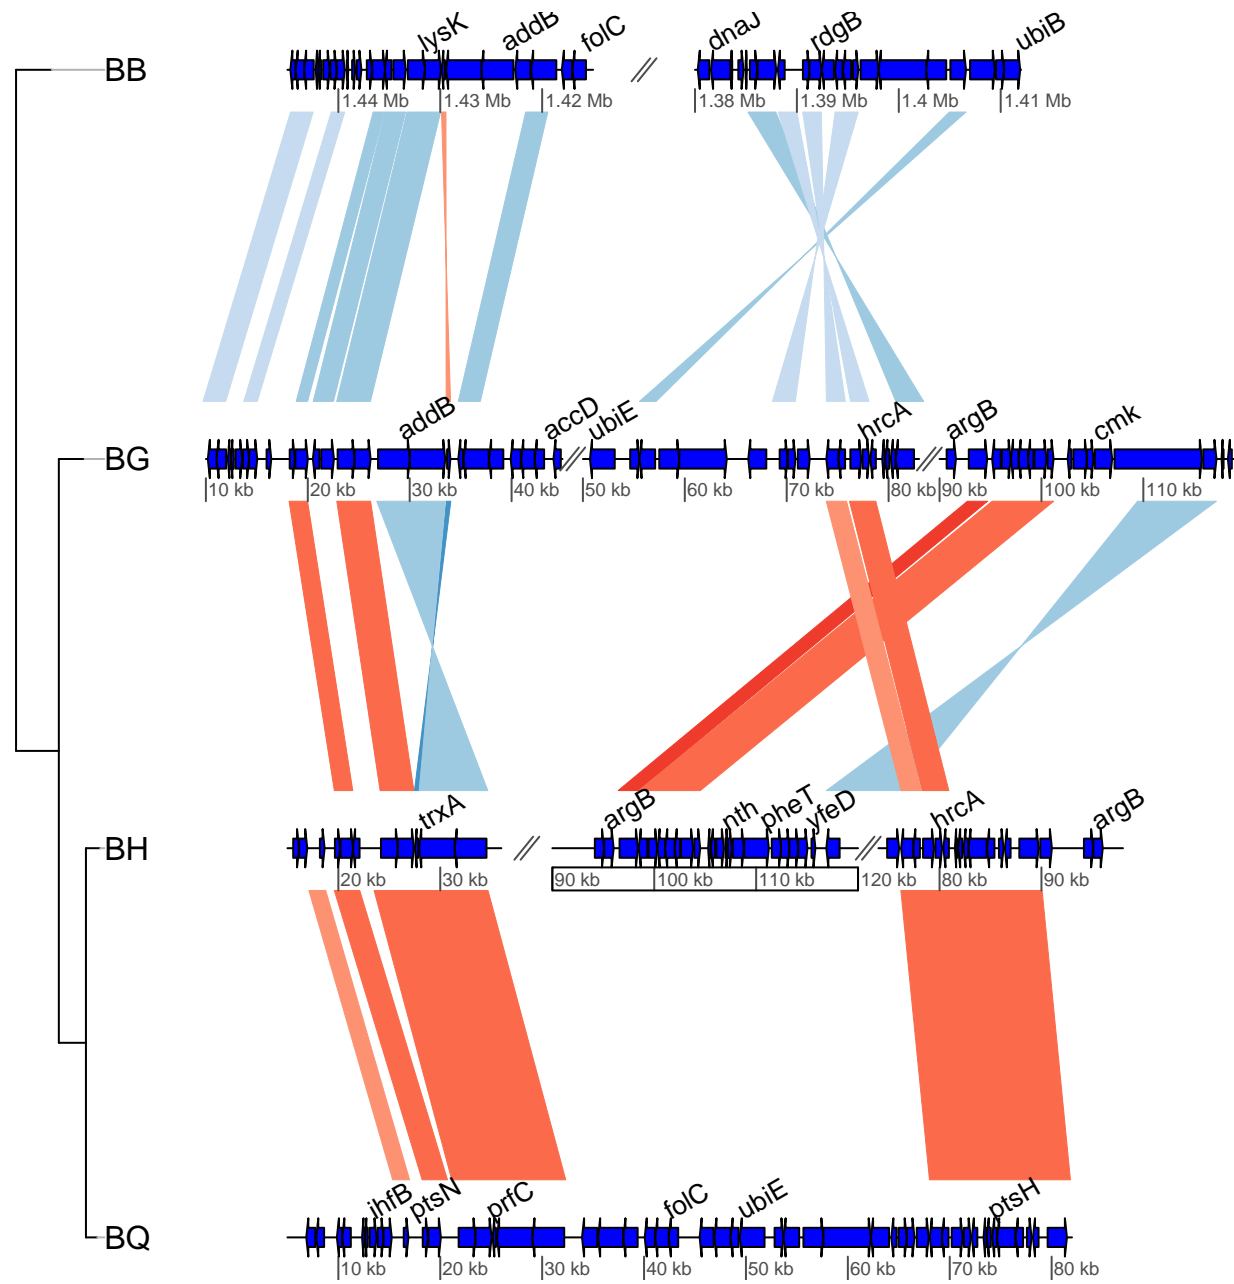 lysK addB folC dnaJ rdgB ubiB
BB
1.44 Mb 1.43 Mb 1.42 Mb 1.38 Mb 1.39 Mb 1.4 Mb 1.41 Mb
addB accD ubiE hrcA argB cmk
BG
10 kb 20 kb 30 kb 40 kb 50 kb 60 kb 70 kb 80 kb 90 kb 100 kb 110 kb
trxA argB nth pheT yfeD hrcA argB
BH
20 kb 30 kb 90 kb 100 kb 110 kb 120 kb 80 kb 90 kb
ihfB ptsN prfC folC ubiE ptsH
BQ
10 kb 20 kb 30 kb 40 kb 50 kb 60 kb 70 kb 80 kb